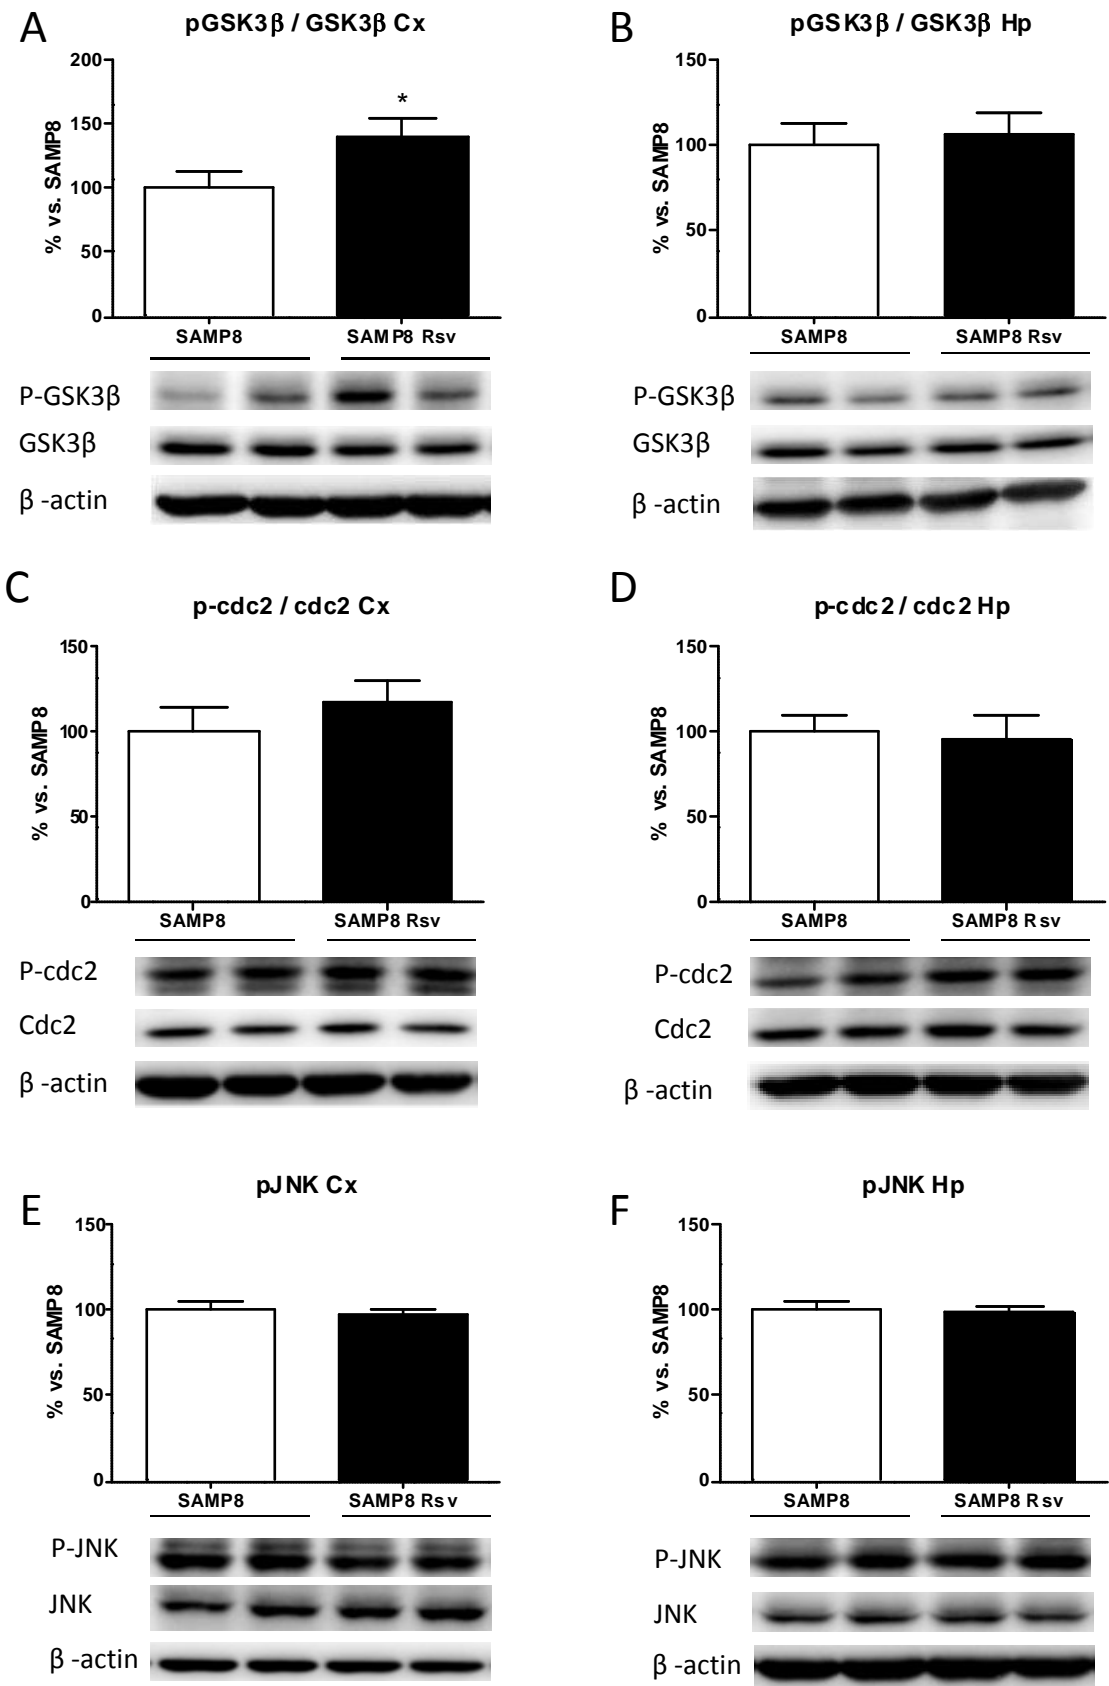 A
pGSK3β / GSK3β Cx
% vs. SAMP8
200
150
100
50
0
*
SAMP8 SAMP8 Rsv
P-GSK3β
GSK3β
β -actin
B
pGSK3β / GSK3β Hp
% vs. SAMP8
150
100
50
0
SAMP8 SAMP8 Rsv
P-GSK3β
GSK3β
β -actin
C
p-cdc2 / cdc2 Cx
% vs. SAMP8
150
100
50
0
SAMP8 SAMP8 Rsv
P-cdc2
Cdc2
β -actin
D
p-cdc2 / cdc2 Hp
% vs. SAMP8
150
100
50
0
SAMP8 SAMP8 Rsv
P-cdc2
Cdc2
β -actin
E
pJNK Cx
% vs. SAMP8
150
100
50
0
SAMP8 SAMP8 Rsv
P-JNK
JNK
β -actin
F
pJNK Hp
% vs. SAMP8
150
100
50
0
SAMP8 SAMP8 Rsv
P-JNK
JNK
β -actin